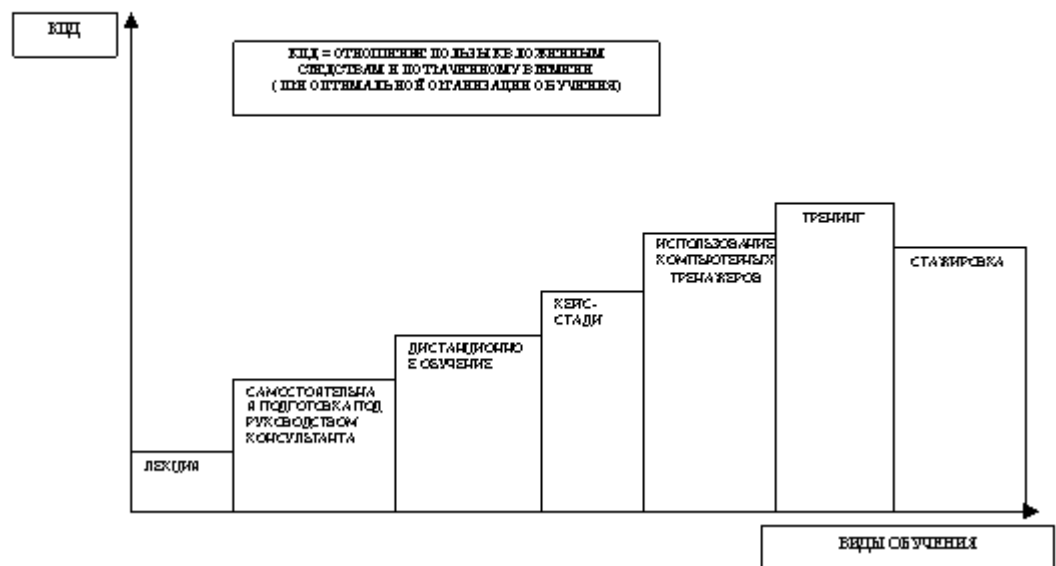 КПД
КПД = ОТНОШЕНИЕ ПОЛЬЗЫ К ВЛОЖЕННЫМ
СРЕДСТВАМ И ПОТРАЧЕННОМУ ВРЕМЕНИ
( ПРИ ОПТИМАЛЬНОЙ ОРГАНИЗАЦИИ ОБУЧЕНИЯ)
ТРЕНИНГ
ИСПОЛЬЗОВАНИЕ
КОМПЬЮТЕРНЫХ
ТРЕНАЖЕРОВ
СТАЖИРОВКА
КЕЙС-
СТАДИ
ДИСТАНЦИОННО
Е ОБУЧЕНИЕ
САМОСТОЯТЕЛЬНА
Я ПОДГОТОВКА ПОД
РУКОВОДСТВОМ
КОНСУЛЬТАНТА
ЛЕКЦИЯ
ВИДЫ ОБУЧЕНИЯ